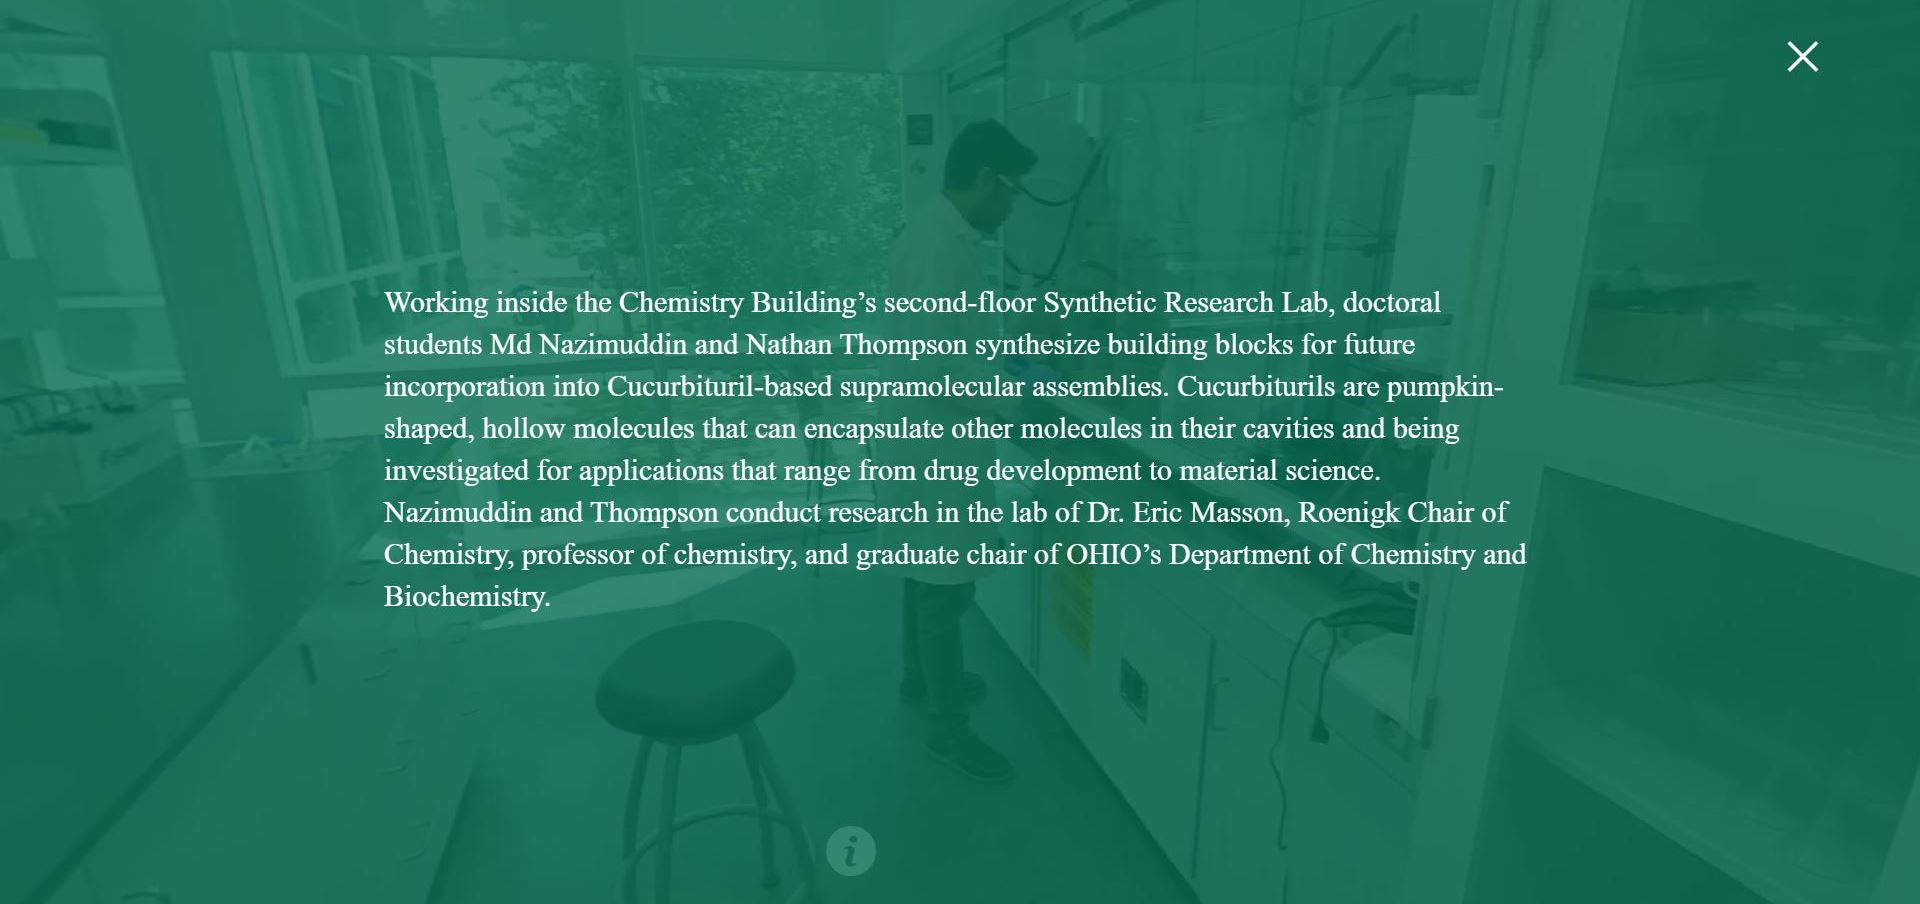 Working inside the Chemistry Building’s second-floor Synthetic Research Lab, doctoral
students Md Nazimuddin and Nathan Thompson synthesize building blocks for future
incorporation into Cucurbituril-based supramolecular assemblies. Cucurbiturils are pumpkin-
shaped, hollow molecules that can encapsulate other molecules in their cavities and being
investigated for applications that range from drug development to material science.
Nazimuddin and Thompson conduct research in the lab of Dr. Eric Masson, Roenigk Chair of
Chemistry, professor of chemistry, and graduate chair of OHIO’s Department of Chemistry and
Biochemistry.
i